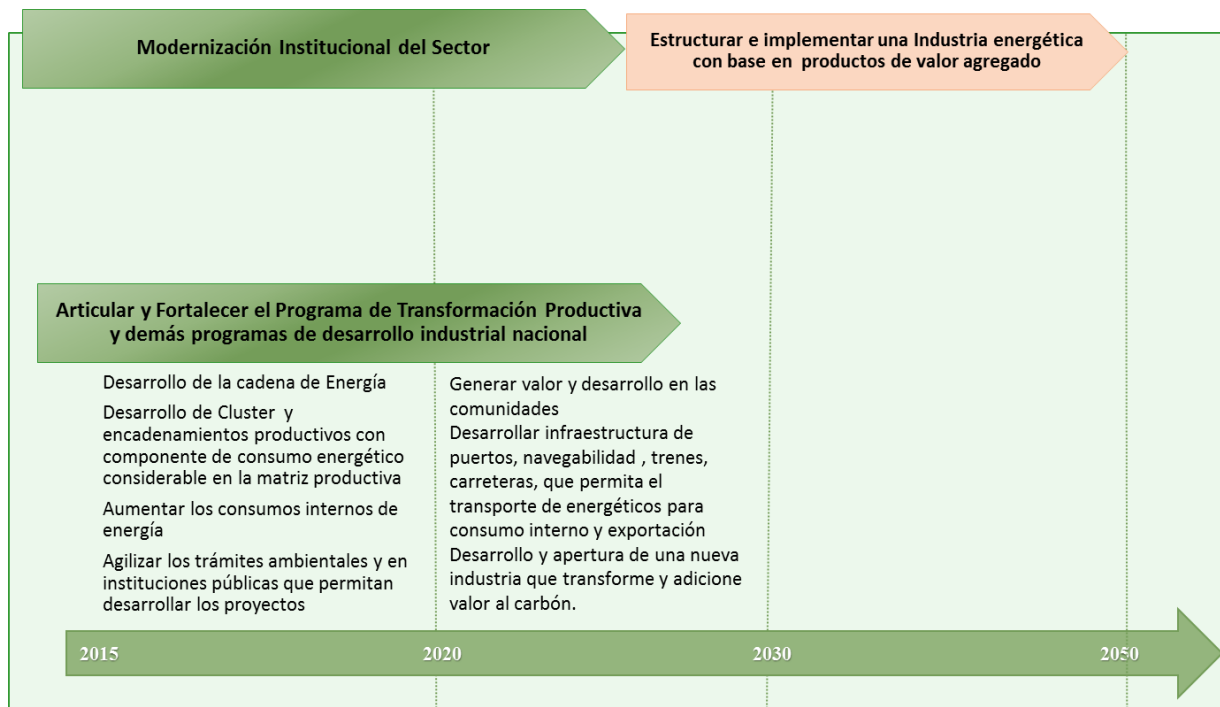 Modernización Institucional del Sector
Estructurar e implementar una Industria energética
con base en productos de valor agregado
Articular y Fortalecer el Programa de Transformación Productiva
y demás programas de desarrollo industrial nacional
Desarrollo de la cadena de Energía
Desarrollo de Cluster y
encadenamientos productivos con
componente de consumo energético
considerable en la matriz productiva
Aumentar los consumos internos de
energía
Agilizar los trámites ambientales y en
instituciones públicas que permitan
desarrollar los proyectos
Generar valor y desarrollo en las
comunidades
Desarrollar infraestructura de
puertos, navegabilidad , trenes,
carreteras, que permita el
transporte de energéticos para
consumo interno y exportación
Desarrollo y apertura de una nueva
industria que transforme y adicione
valor al carbón.
2015 2020 2030 2050